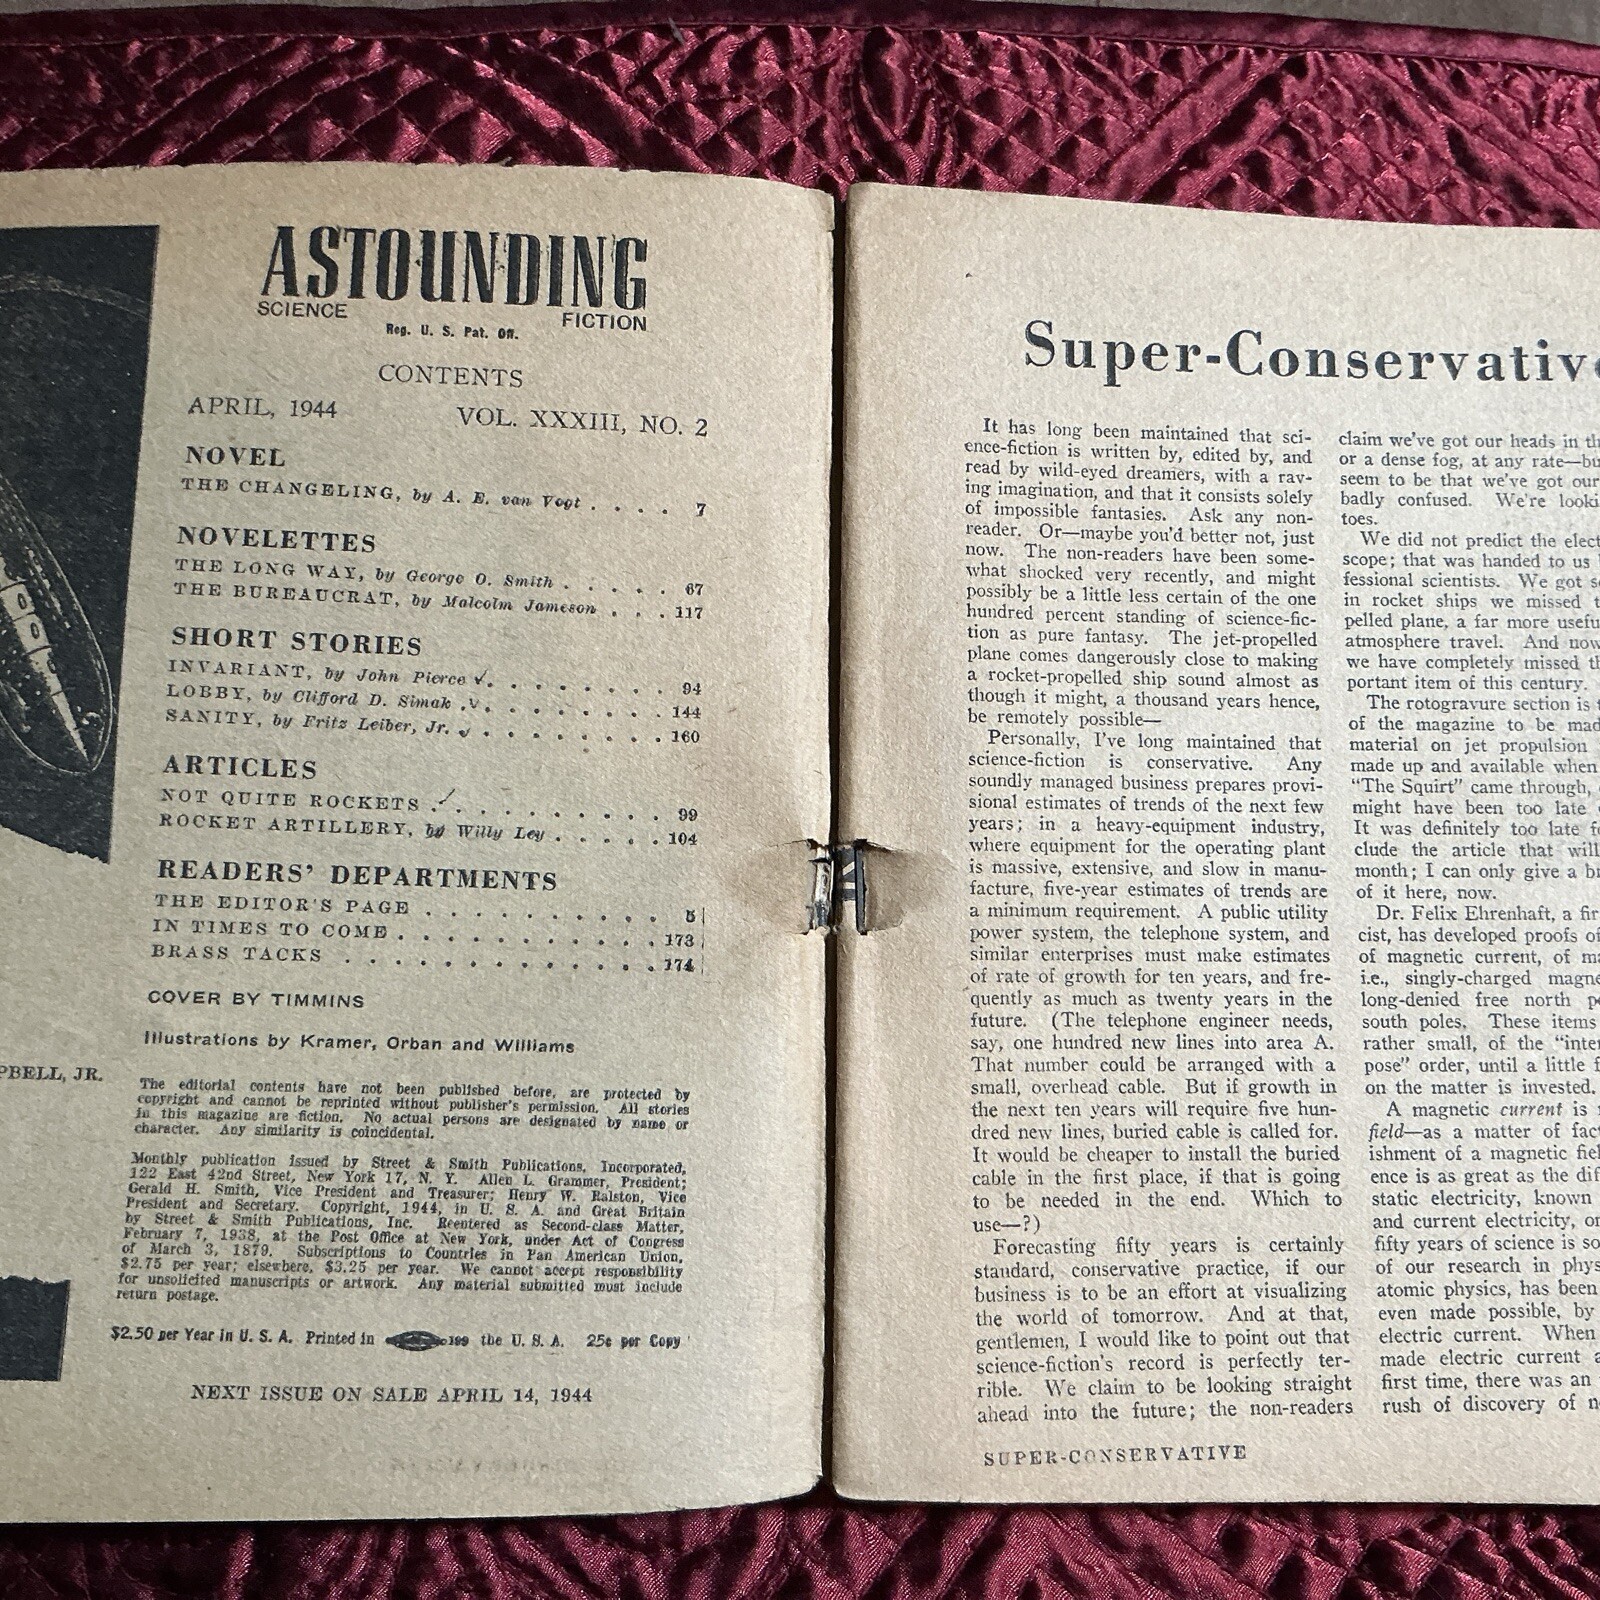 ASTOUNDING
SCIENCE FICTION
Reg. U. S. Pat. Off.
CONTENTS
APRIL, 1944 VOL. XXXIII, NO. 2
NOVEL
THE CHANGELING, by A. E. van Vogt . . . . 7
NOVELETTES
THE LONG WAY, by George O. Smith . . . . . 67
THE BUREAUCRAT, by Malcolm Jameson . . . 117
SHORT STORIES
INVARIANT, by John Pierce ✓. . . . . . . . 94
LOBBY, by Clifford D. Simak . . . . . . . . 144
SANITY, by Fritz Leiber, Jr. . . . . . . . . 160
ARTICLES
NOT QUITE ROCKETS . . . . . . . . . . 99
ROCKET ARTILLERY, by Willy Ley . . . . . . 104
READERS' DEPARTMENTS
THE EDITOR'S PAGE . . . . . . . . . . 5
IN TIMES TO COME . . . . . . . . . . . 173
BRASS TACKS . . . . . . . . . . . . . 174
COVER BY TIMMINS
Illustrations by Kramer, Orban and Williams
PBELL, JR.
The editorial contents have not been published before, are protected by
copyright and cannot be reprinted without publisher's permission. All stories
in this magazine are fiction. No actual persons are designated by name or
character. Any similarity is coincidental.
Monthly publication issued by Street & Smith Publications, Incorporated,
122 East 42nd Street, New York 17, N. Y. Allen L. Grammer, President;
Gerald H. Smith, Vice President and Treasurer; Henry W. Ralston, Vice
President and Secretary. Copyright, 1944, in U. S. A. and Great Britain
by Street & Smith Publications, Inc. Reentered as Second-class Matter,
February 7, 1938, at the Post Office at New York, under Act of Congress
of March 3, 1879. Subscriptions to Countries in Pan American Union,
$2.75 per year; elsewhere, $3.25 per year. We cannot accept responsibility
for unsolicited manuscripts or artwork. Any material submitted must include
return postage.
$2.50 per Year in U. S. A. Printed in the U. S. A. 25¢ per Copy
NEXT ISSUE ON SALE APRIL 14, 1944
Super-Conservative
It has long been maintained that sci-
ence-fiction is written by, edited by, and
read by wild-eyed dreamers, with a rav-
ing imagination, and that it consists solely
of impossible fantasies. Ask any non-
reader. Or—maybe you'd better not, just
now. The non-readers have been some-
what shocked very recently, and might
possibly be a little less certain of the one
hundred percent standing of science-fic-
tion as pure fantasy. The jet-propelled
plane comes dangerously close to making
a rocket-propelled ship sound almost as
though it might, a thousand years hence,
be remotely possible—
Personally, I've long maintained that
science-fiction is conservative. Any
soundly managed business prepares provi-
sional estimates of trends of the next few
years; in a heavy-equipment industry,
where equipment for the operating plant
is massive, extensive, and slow in manu-
facture, five-year estimates of trends are
a minimum requirement. A public utility
power system, the telephone system, and
similar enterprises must make estimates
of rate of growth for ten years, and fre-
quently as much as twenty years in the
future. (The telephone engineer needs,
say, one hundred new lines into area A.
That number could be arranged with a
small, overhead cable. But if growth in
the next ten years will require five hun-
dred new lines, buried cable is called for.
It would be cheaper to install the buried
cable in the first place, if that is going
to be needed in the end. Which to
use—?)
Forecasting fifty years is certainly
standard, conservative practice, if our
business is to be an effort at visualizing
the world of tomorrow. And at that,
gentlemen, I would like to point out that
science-fiction's record is perfectly ter-
rible. We claim to be looking straight
ahead into the future; the non-readers
claim we've got our heads in th
or a dense fog, at any rate—bu
seem to be that we've got our
badly confused. We're looki
toes.
We did not predict the elect
scope; that was handed to us
fessional scientists. We got s
in rocket ships we missed t
pelled plane, a far more usefu
atmosphere travel. And now
we have completely missed th
portant item of this century.
The rotogravure section is t
of the magazine to be mad
material on jet propulsion
made up and available when
"The Squirt" came through,
might have been too late
It was definitely too late f
clude the article that will
month; I can only give a br
of it here, now.
Dr. Felix Ehrenhaft, a fir
cist, has developed proofs of
of magnetic current, of ma
i.e., singly-charged magne
long-denied free north p
south poles. These items
rather small, of the "inter
pose" order, until a little f
on the matter is invested.
A magnetic current is
field—as a matter of fact
ishment of a magnetic fiel
ence is as great as the dif
static electricity, known
and current electricity, or
fifty years of science is so
of our research in phys
atomic physics, has been
even made possible, by
electric current. When
made electric current a
first time, there was an
rush of discovery of n
SUPER-CONSERVATIVE